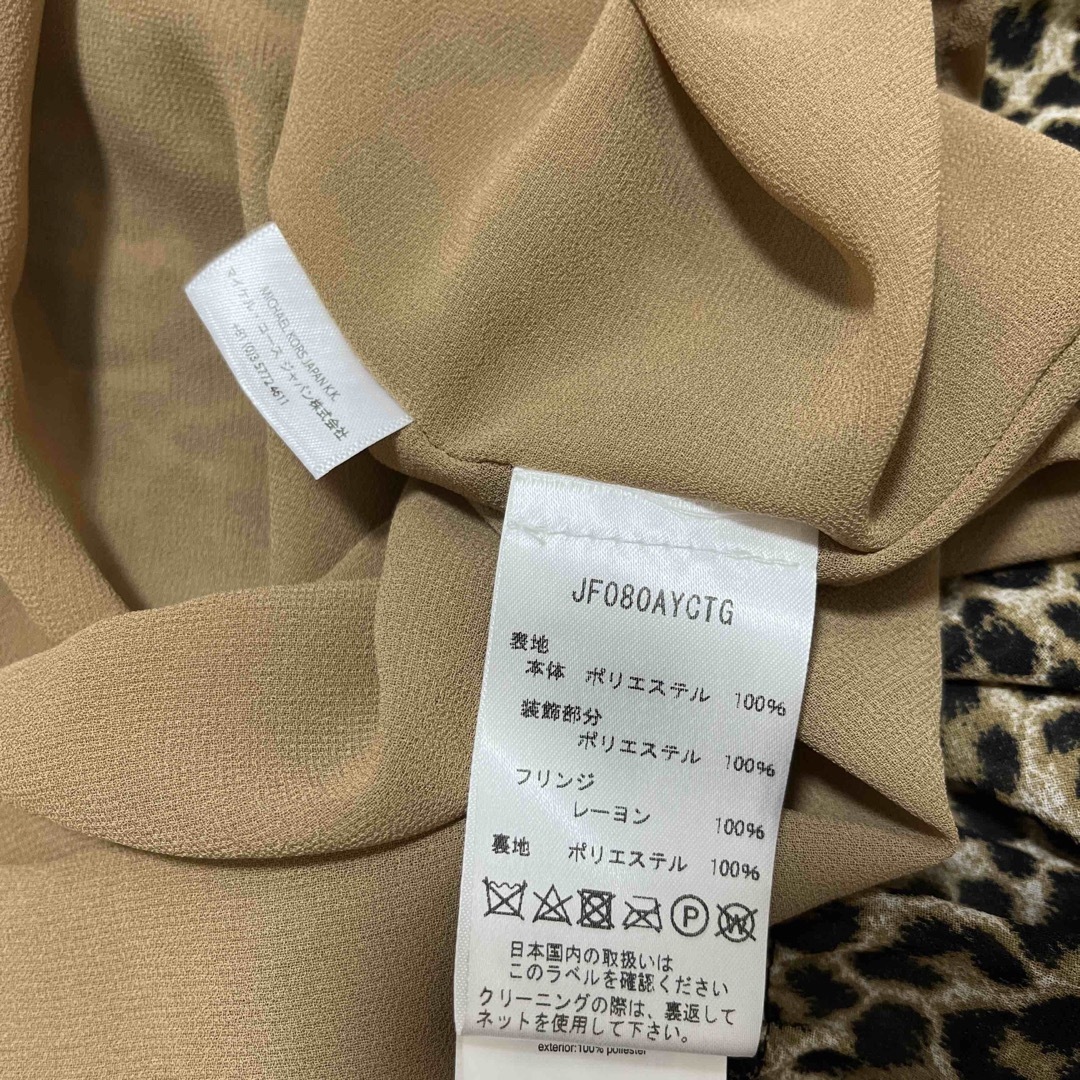 MICHAEL KORS JAPAN K.K.
マイケル・コース ジャパン株式会社
+81 (0)3 5772 4611
JF080AYCTG
表地
本体 ポリエステル 100%
装飾部分
ポリエステル 100%
フリンジ
レーヨン 100%
裏地 ポリエステル 100%
P W
日本国内の取扱いは
このラベルを確認ください
クリーニングの際は、裏返して
ネットを使用して下さい。
exterior:100% poliester